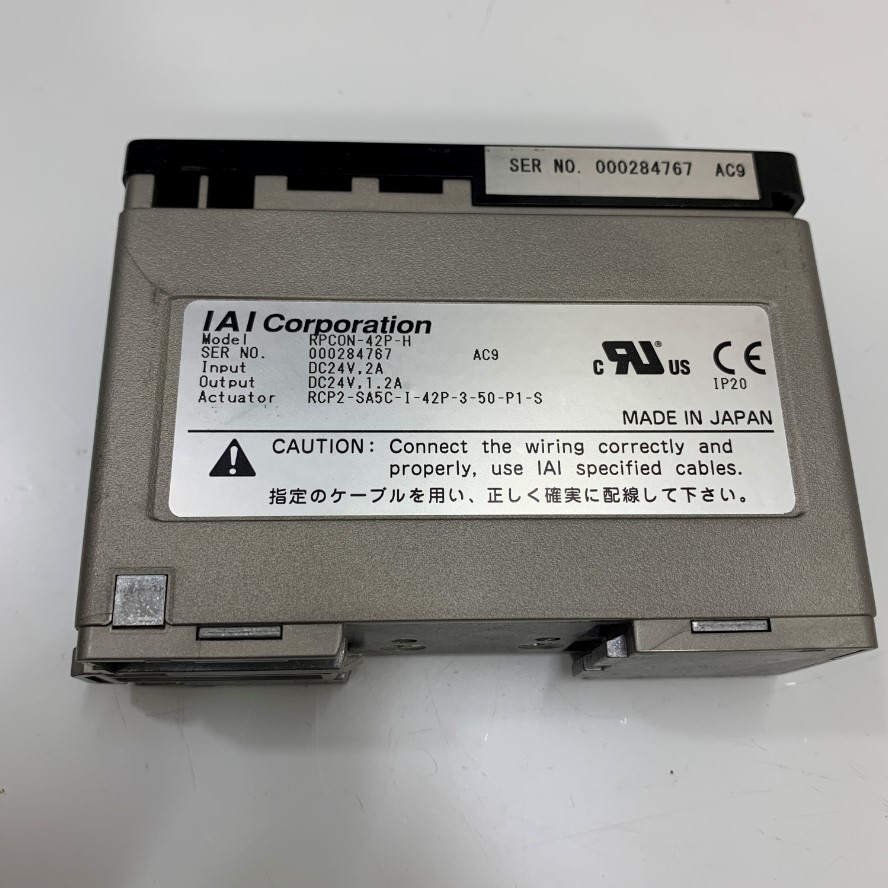 SER NO. 000284767 AC9
IAI Corporation
Model RPCON-42P-H
SER NO. 000284767 AC9
Input DC24V,2A
Output DC24V,1.2A
Actuator RCP2-SA5C-I-42P-3-50-P1-S
c RU® US CE
IP20
MADE IN JAPAN
CAUTION: Connect the wiring correctly and
properly, use IAI specified cables.
指定のケーブルを用い、正しく確実に配線して下さい。